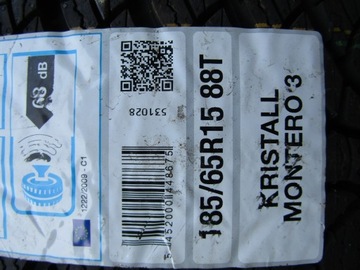 68 dB
1222/2009 - C1
531028
185/65R15 88T
KRISTALL
MONTERO 3